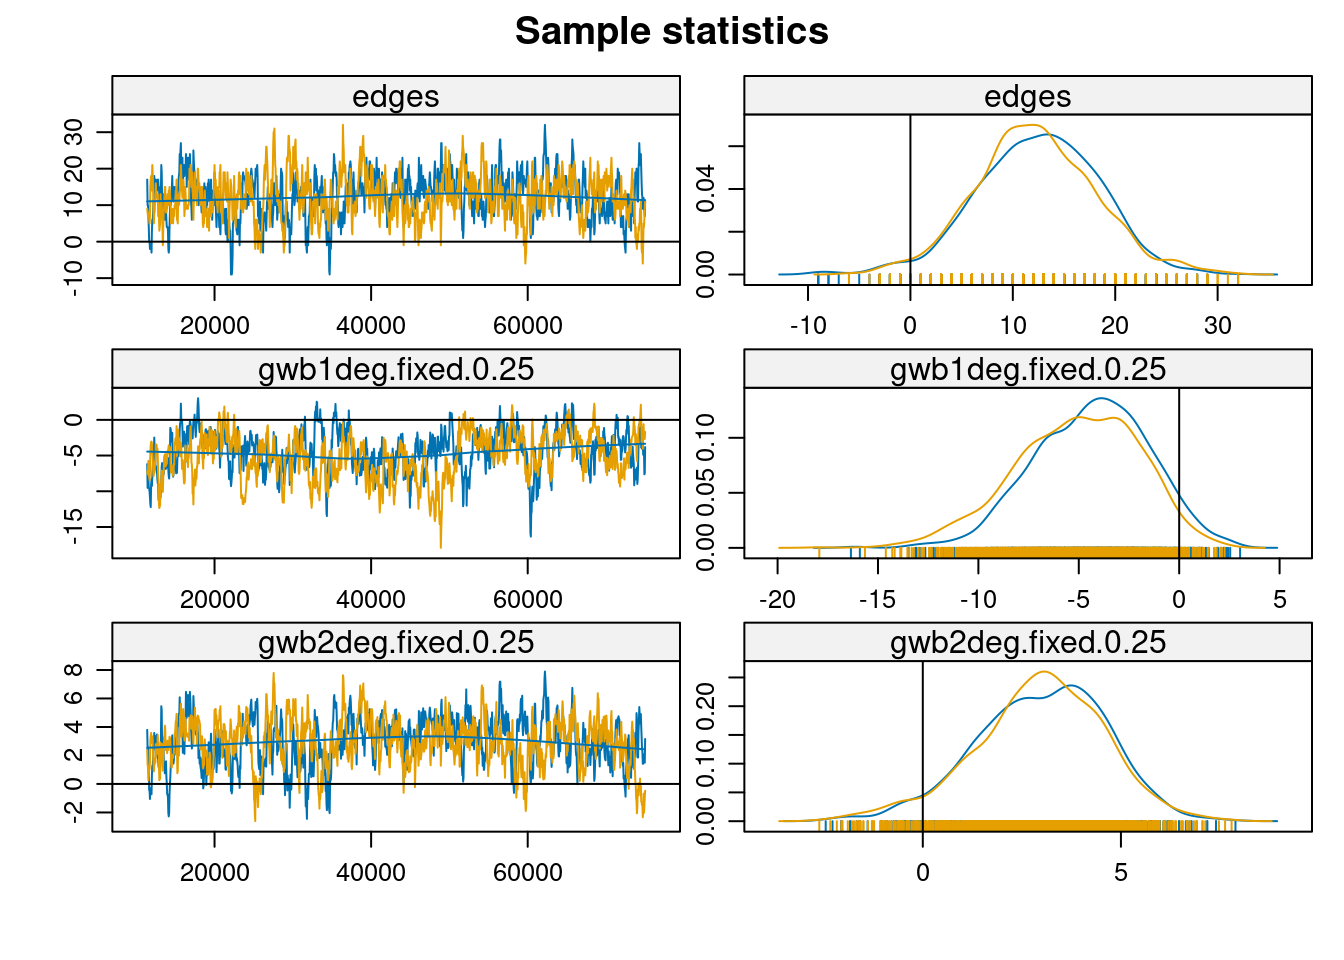 Sample statistics
edges
30
20
10
0
-10
20000 40000 60000
edges
0.04
0.00
-10 0 10 20 30
gwb1deg.fixed.0.25
0
-5
-15
20000 40000 60000
gwb1deg.fixed.0.25
0.10
0.05
0.00
-20 -15 -10 -5 0 5
gwb2deg.fixed.0.25
8
6
4
2
0
-2
20000 40000 60000
gwb2deg.fixed.0.25
0.20
0.10
0.00
0 5